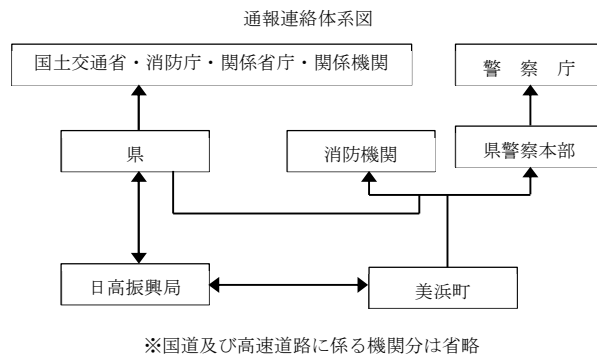 通報連絡体系図
国土交通省・消防庁・関係省庁・関係機関
警　察　庁
県
消防機関
県警察本部
日高振興局
美浜町
※国道及び高速道路に係る機関分は省略